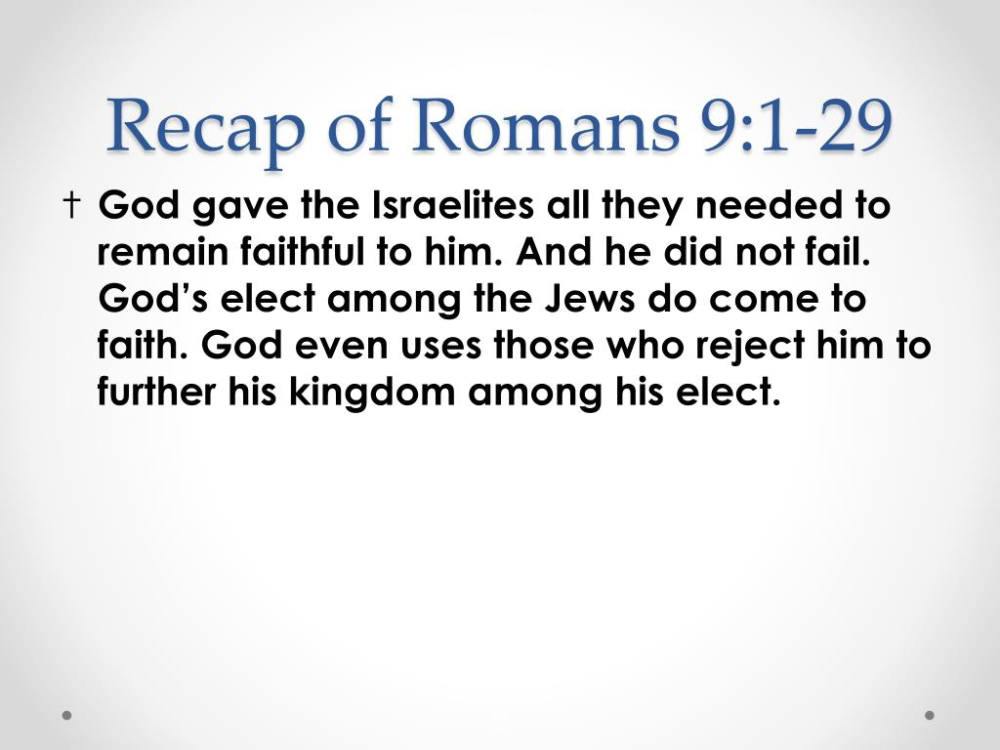 Recap of Romans 9:1-29
† God gave the Israelites all they needed to
remain faithful to him. And he did not fail.
God’s elect among the Jews do come to
faith. God even uses those who reject him to
further his kingdom among his elect.